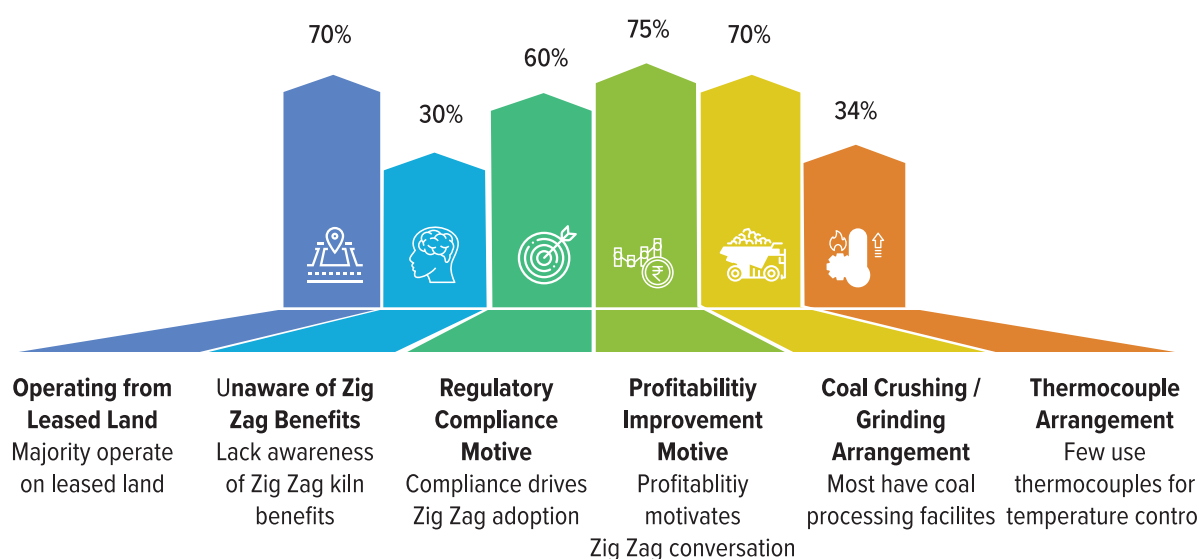 70%
30%
60%
75%
70%
34%
₹
Operating from
Leased Land
Majority operate
on leased land
Unaware of Zig
Zag Benefits
Lack awareness
of Zig Zag kiln
benefits
Regulatory
Compliance
Motive
Compliance drives
Zig Zag adoption
Profitabilitiy
Improvement
Motive
Profitablitiy
motivates
Zig Zag conversation
Coal Crushing /
Grinding
Arrangement
Most have coal
processing facilites
Thermocouple
Arrangement
Few use
thermocouples for
temperature contro